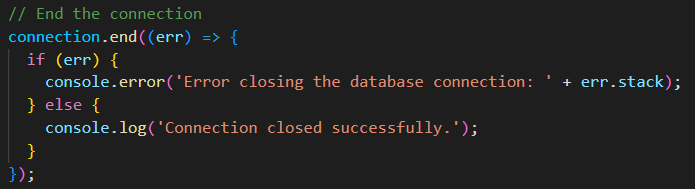 // End the connection
connection.end((err) => {
  if (err) {
    console.error('Error closing the database connection: ' + err.stack);
  } else {
    console.log('Connection closed successfully.');
  }
});